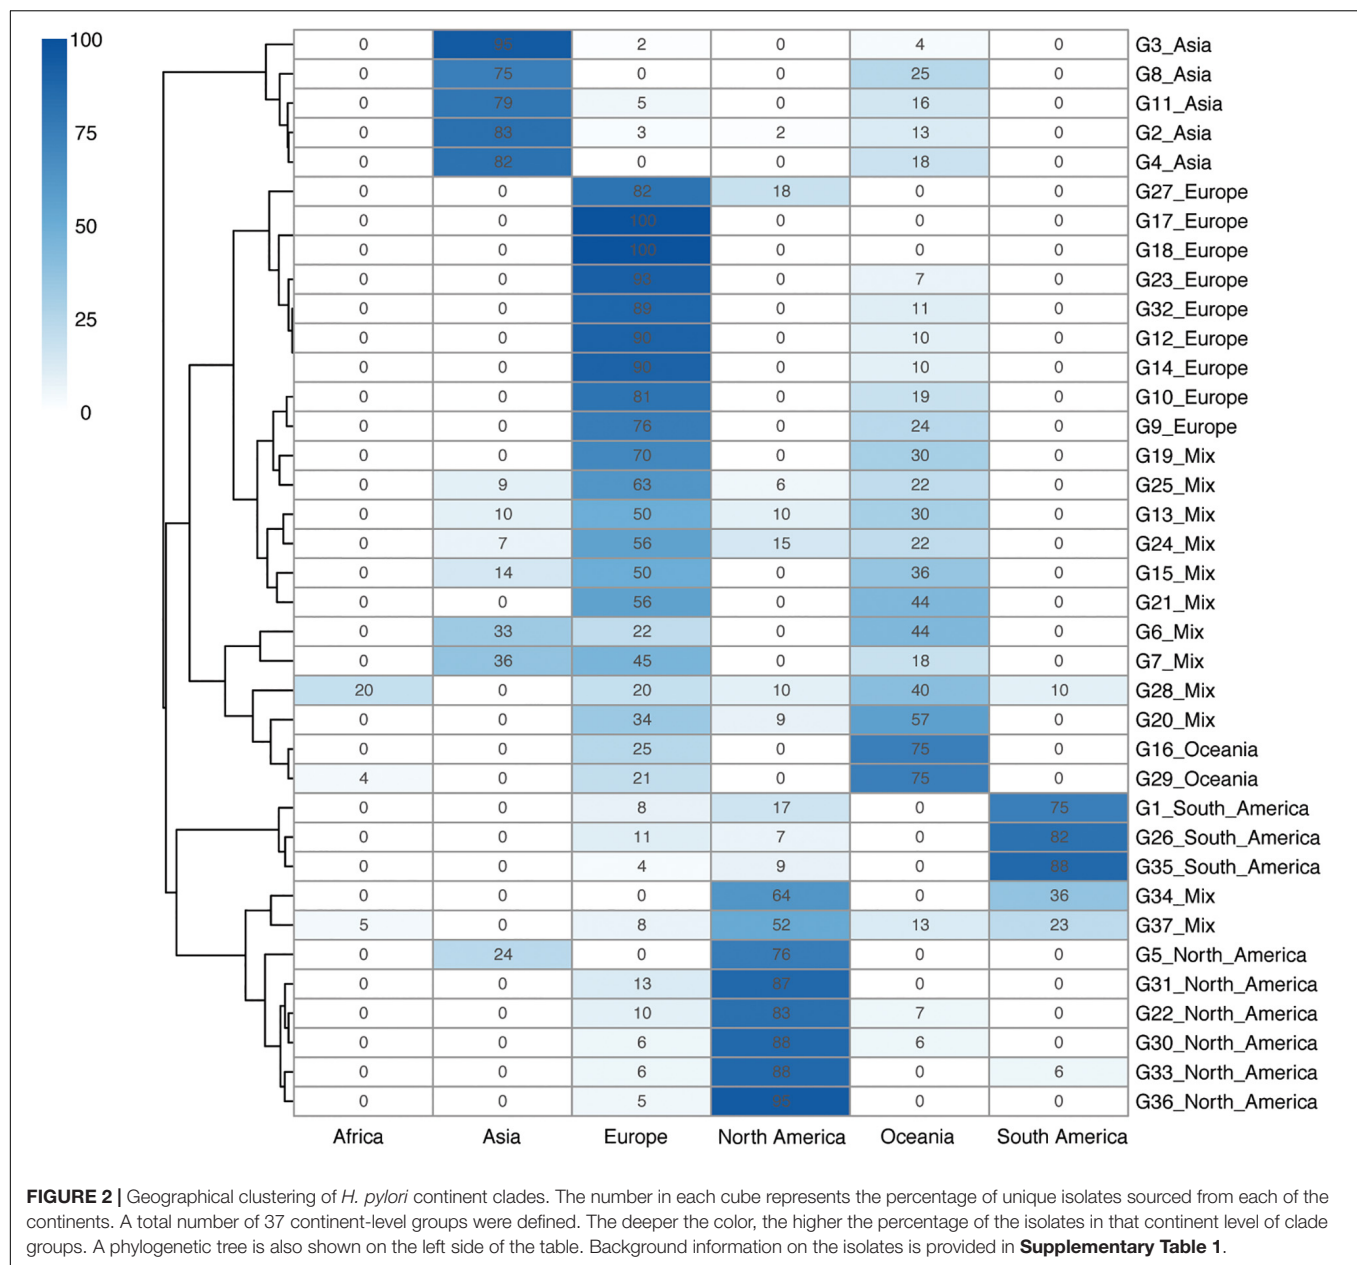 100
75
50
25
0
0 2 0 4 0 G3_Asia
0 75 0 0 25 0 G8_Asia
0 79 5 0 16 0 G11_Asia
0 83 3 2 13 0 G2_Asia
0 82 0 0 18 0 G4_Asia
0 0 82 18 0 0 G27_Europe
0 0 100 0 0 0 G17_Europe
0 0 100 0 0 0 G18_Europe
0 0 93 0 7 0 G23_Europe
0 0 89 0 11 0 G32_Europe
0 0 90 0 10 0 G12_Europe
0 0 90 0 10 0 G14_Europe
0 0 81 0 19 0 G10_Europe
0 0 76 0 24 0 G9_Europe
0 0 70 0 30 0 G19_Mix
0 9 63 6 22 0 G25_Mix
0 10 50 10 30 0 G13_Mix
0 7 56 15 22 0 G24_Mix
0 14 50 0 36 0 G15_Mix
0 0 56 0 44 0 G21_Mix
0 33 22 0 44 0 G6_Mix
0 36 45 0 18 0 G7_Mix
20 0 20 10 40 10 G28_Mix
0 0 34 9 57 0 G20_Mix
0 0 25 0 75 0 G16_Oceania
4 0 21 0 75 0 G29_Oceania
0 0 8 17 0 75 G1_South_America
0 0 11 7 0 82 G26_South_America
0 0 4 9 0 88 G35_South_America
0 0 0 64 0 36 G34_Mix
5 0 8 52 13 23 G37_Mix
0 24 0 76 0 0 G5_North_America
0 0 13 87 0 0 G31_North_America
0 0 10 83 7 0 G22_North_America
0 0 6 88 6 0 G30_North_America
0 0 6 88 0 6 G33_North_America
0 0 5 0 0 G36_North_America
Africa Asia Europe North America Oceania South America
FIGURE 2 | Geographical clustering of H. pylori continent clades. The number in each cube represents the percentage of unique isolates sourced from each of the
continents. A total number of 37 continent-level groups were defined. The deeper the color, the higher the percentage of the isolates in that continent level of clade
groups. A phylogenetic tree is also shown on the left side of the table. Background information on the isolates is provided in Supplementary Table 1.